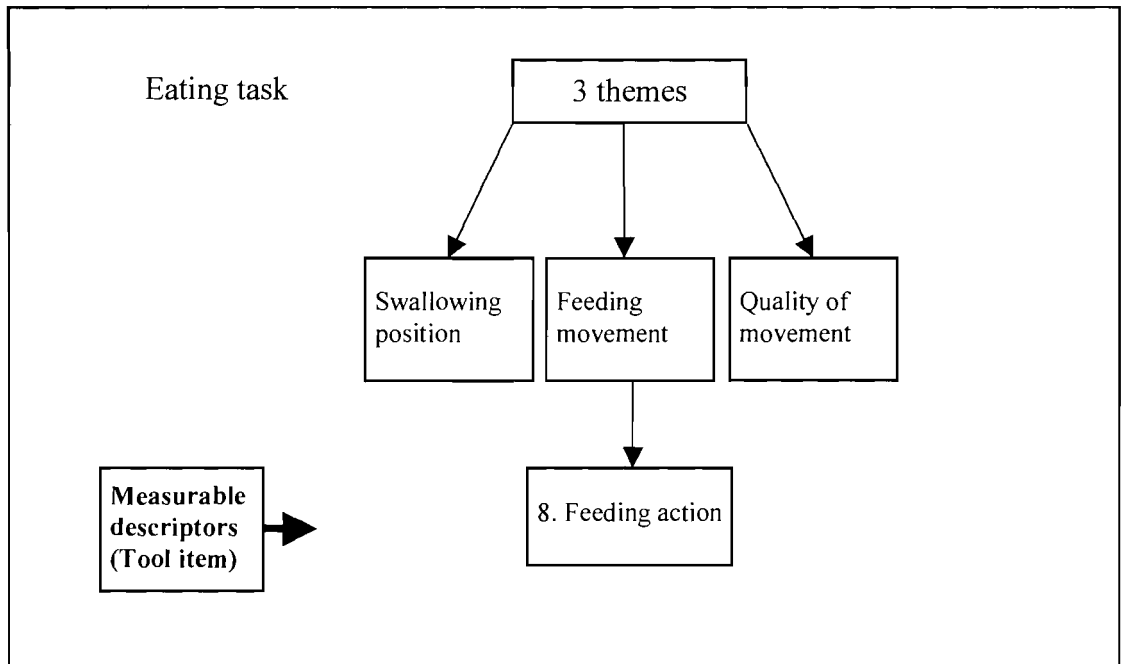 Eating task
3 themes
Swallowing
position
Feeding
movement
Quality of
movement
Measurable
descriptors
(Tool item)
8. Feeding action